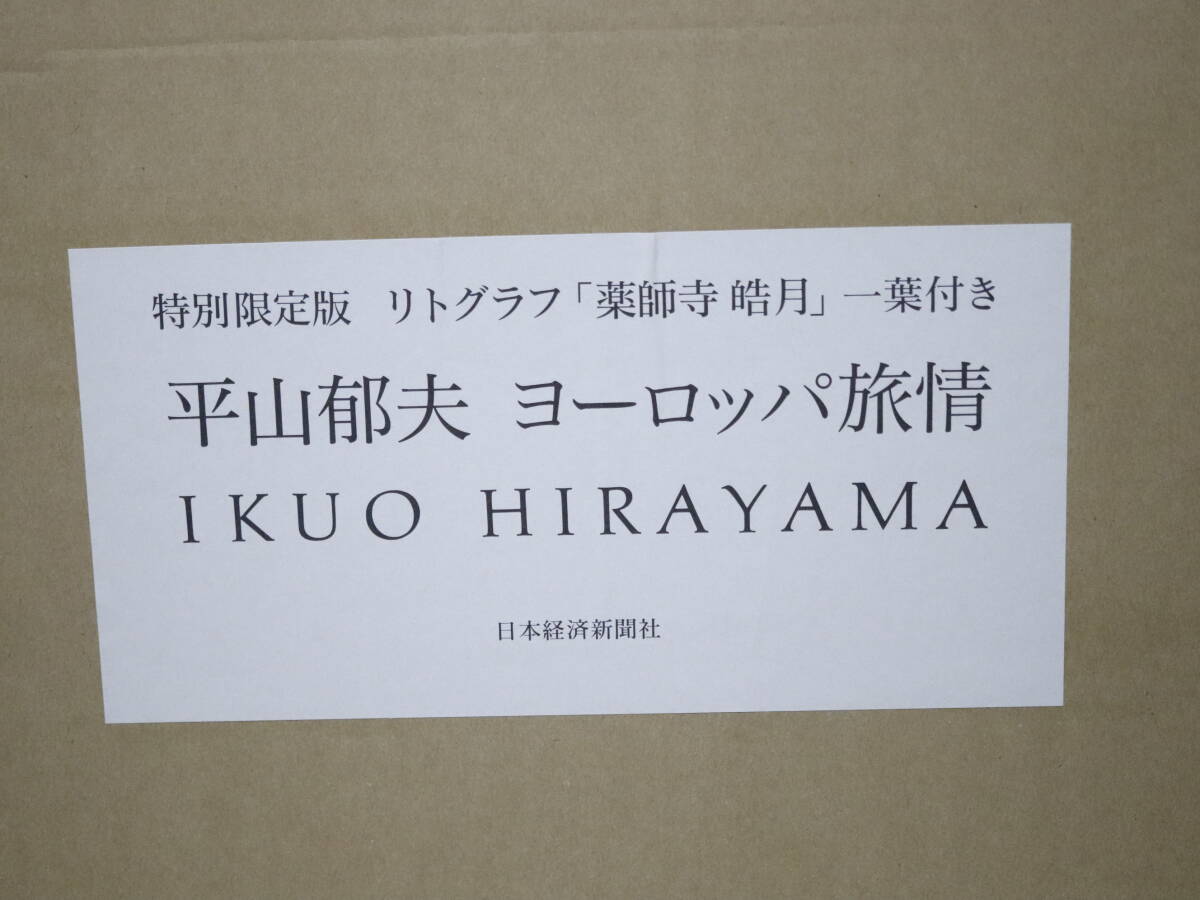 特別限定版 リトグラフ「薬師寺 皓月」一葉付き
平山郁夫 ヨーロッパ旅情
IKUO HIRAYAMA
日本経済新聞社